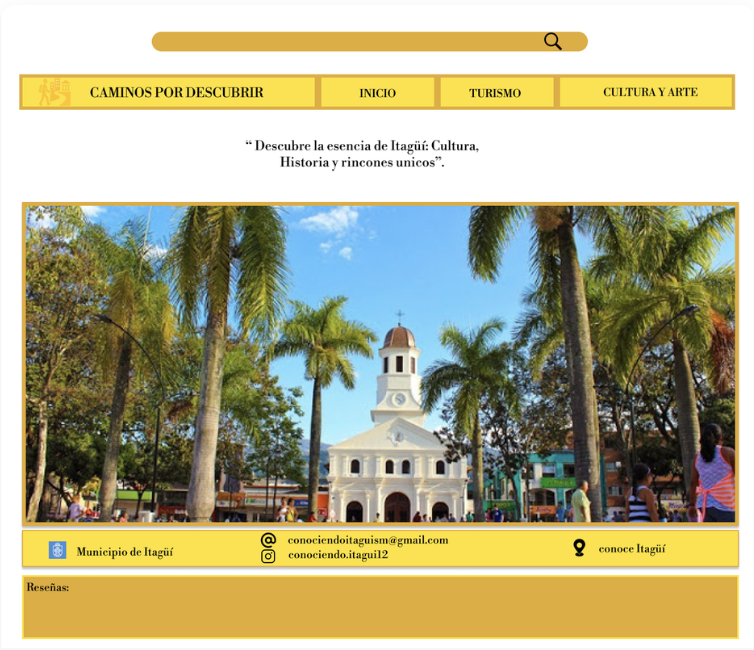 CAMINOS POR DESCUBRIR
INICIO
TURISMO
CULTURA Y ARTE
“ Descubre la esencia de Itagüí: Cultura,
Historia y rincones unicos”.
Municipio de Itagüí
conociendoitaguism@gmail.com
conociendo.itagui12
conoce Itagüí
Reseñas: